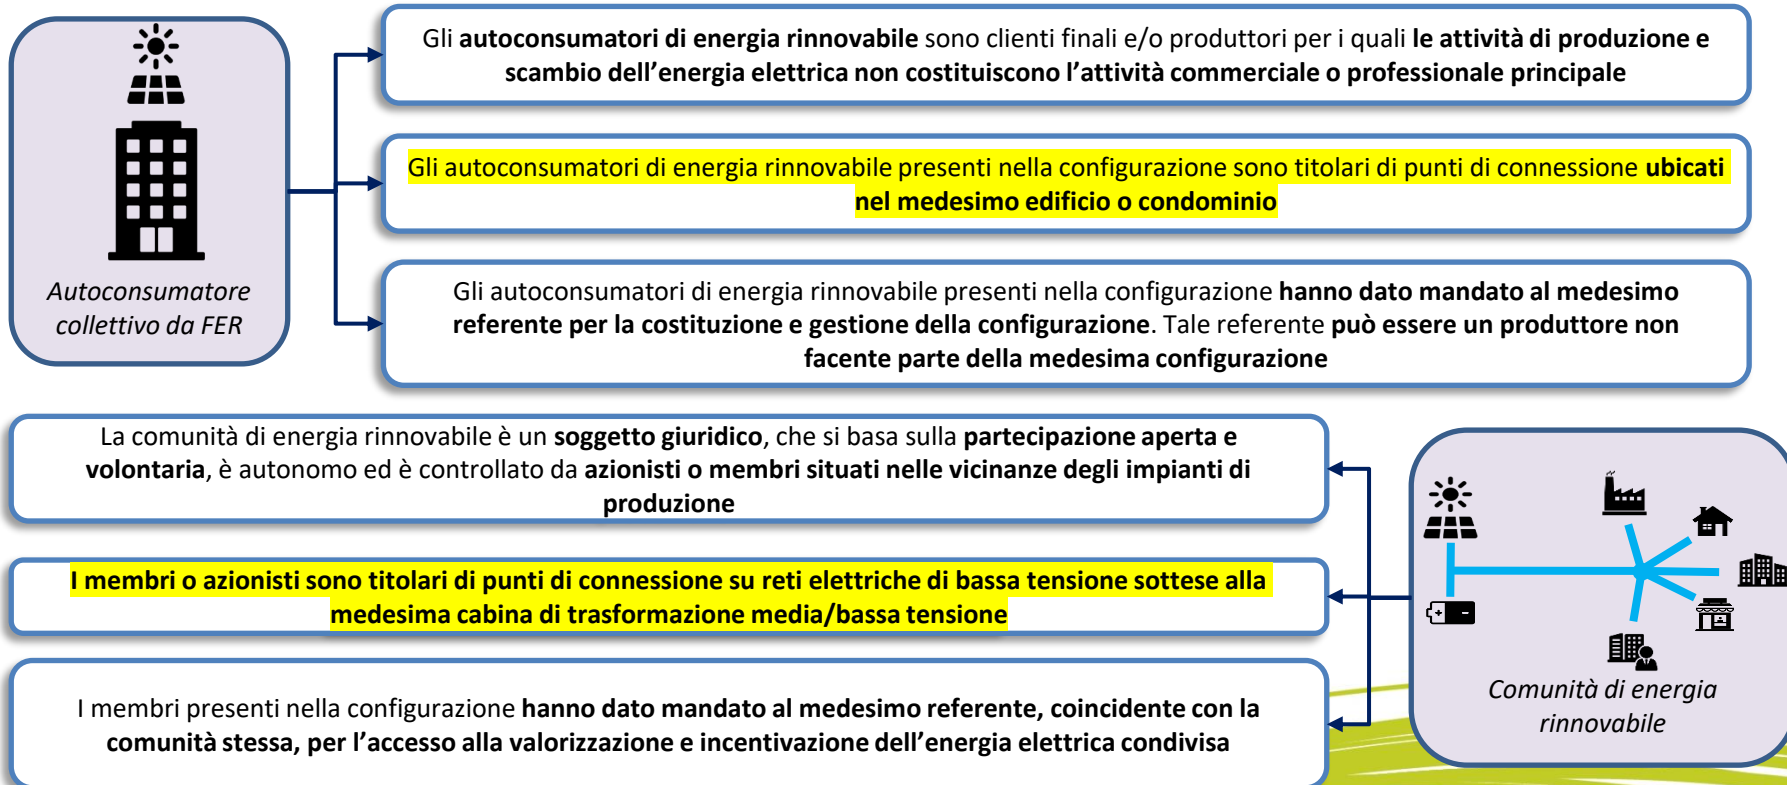 Autoconsumatore
collettivo da FER
Gli autoconsumatori di energia rinnovabile sono clienti finali e/o produttori per i quali le attività di produzione e
scambio dell’energia elettrica non costituiscono l’attività commerciale o professionale principale
Gli autoconsumatori di energia rinnovabile presenti nella configurazione sono titolari di punti di connessione ubicati
nel medesimo edificio o condominio
Gli autoconsumatori di energia rinnovabile presenti nella configurazione hanno dato mandato al medesimo
referente per la costituzione e gestione della configurazione. Tale referente può essere un produttore non
facente parte della medesima configurazione
La comunità di energia rinnovabile è un soggetto giuridico, che si basa sulla partecipazione aperta e
volontaria, è autonomo ed è controllato da azionisti o membri situati nelle vicinanze degli impianti di
produzione
I membri o azionisti sono titolari di punti di connessione su reti elettriche di bassa tensione sottese alla
medesima cabina di trasformazione media/bassa tensione
I membri presenti nella configurazione hanno dato mandato al medesimo referente, coincidente con la
comunità stessa, per l’accesso alla valorizzazione e incentivazione dell’energia elettrica condivisa
Comunità di energia
rinnovabile